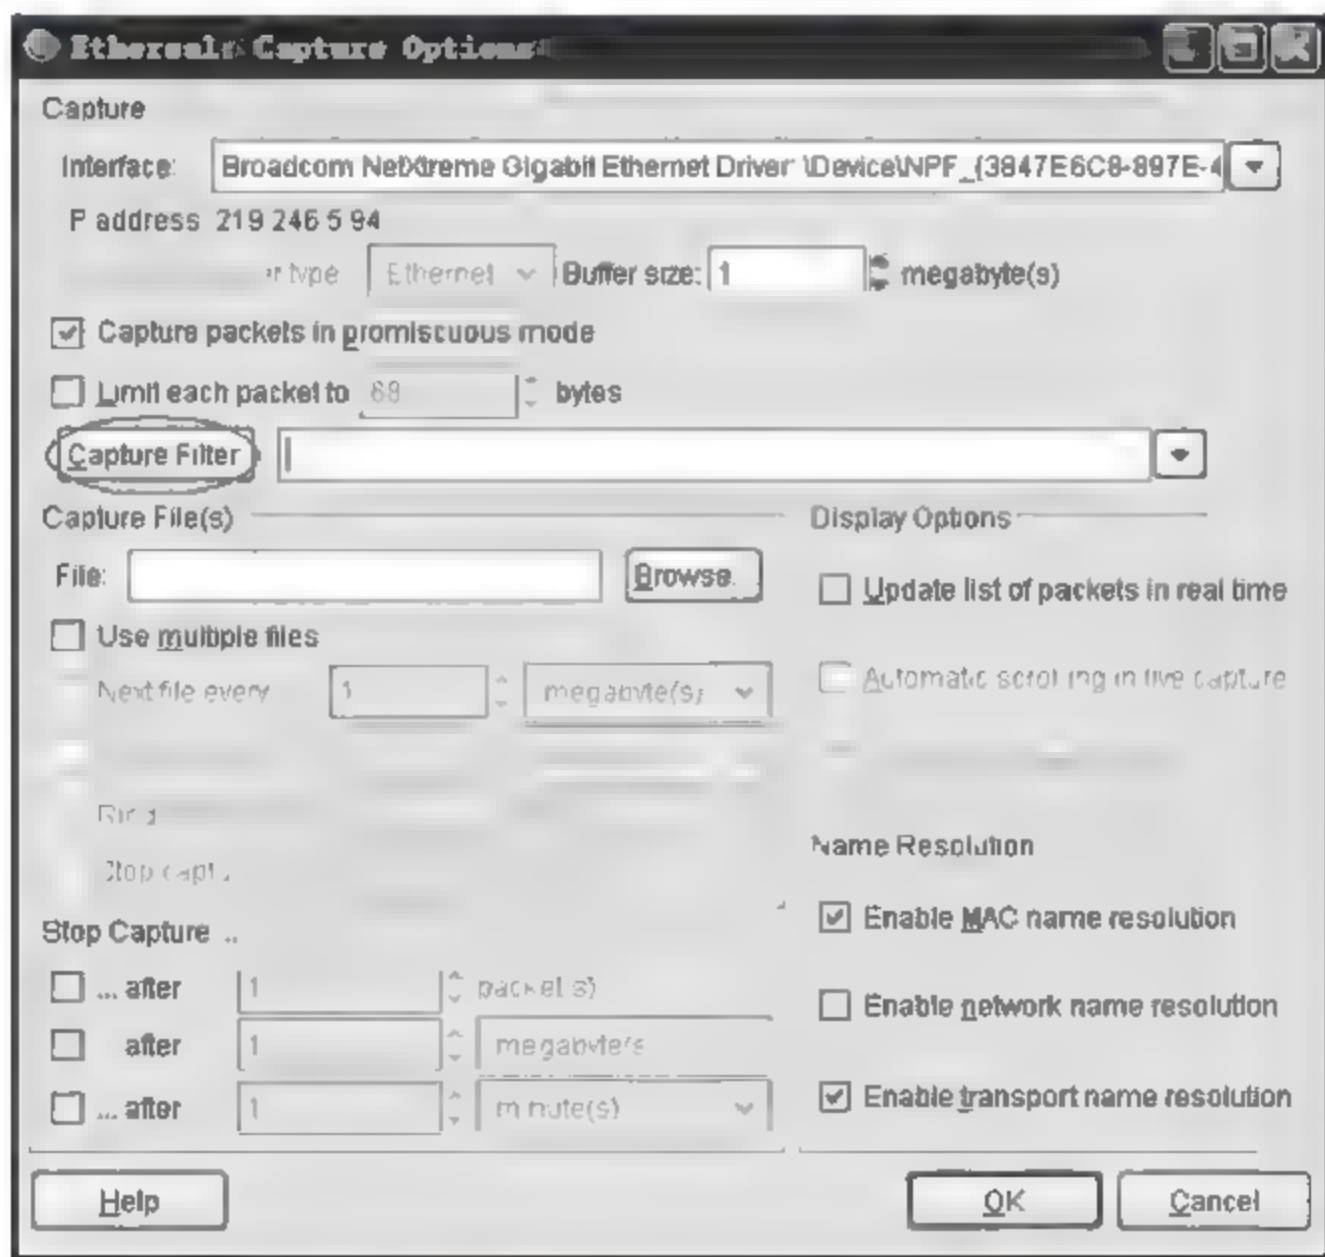 Ethereal: Capture Options
Capture
Interface: Broadcom NetXtreme Gigabit Ethernet Driver \Device\NPF_{3847E6C8-897E-4
P address 219 246 5 94
r type Ethernet Buffer size: 1 megabyte(s)
Capture packets in promiscuous mode
Limit each packet to 68 bytes
Capture Filter
Capture File(s)
File: Browse
Use multiple files
Next file every 1 megabyte(s)
Stop Capture ..
... after 1 packet s)
after 1 megabyte(s
... after 1 m nute(s)
Display Options
Update list of packets in real time
Automatic scrolling in live capture
Name Resolution
Enable MAC name resolution
Enable network name resolution
Enable transport name resolution
Help OK Cancel